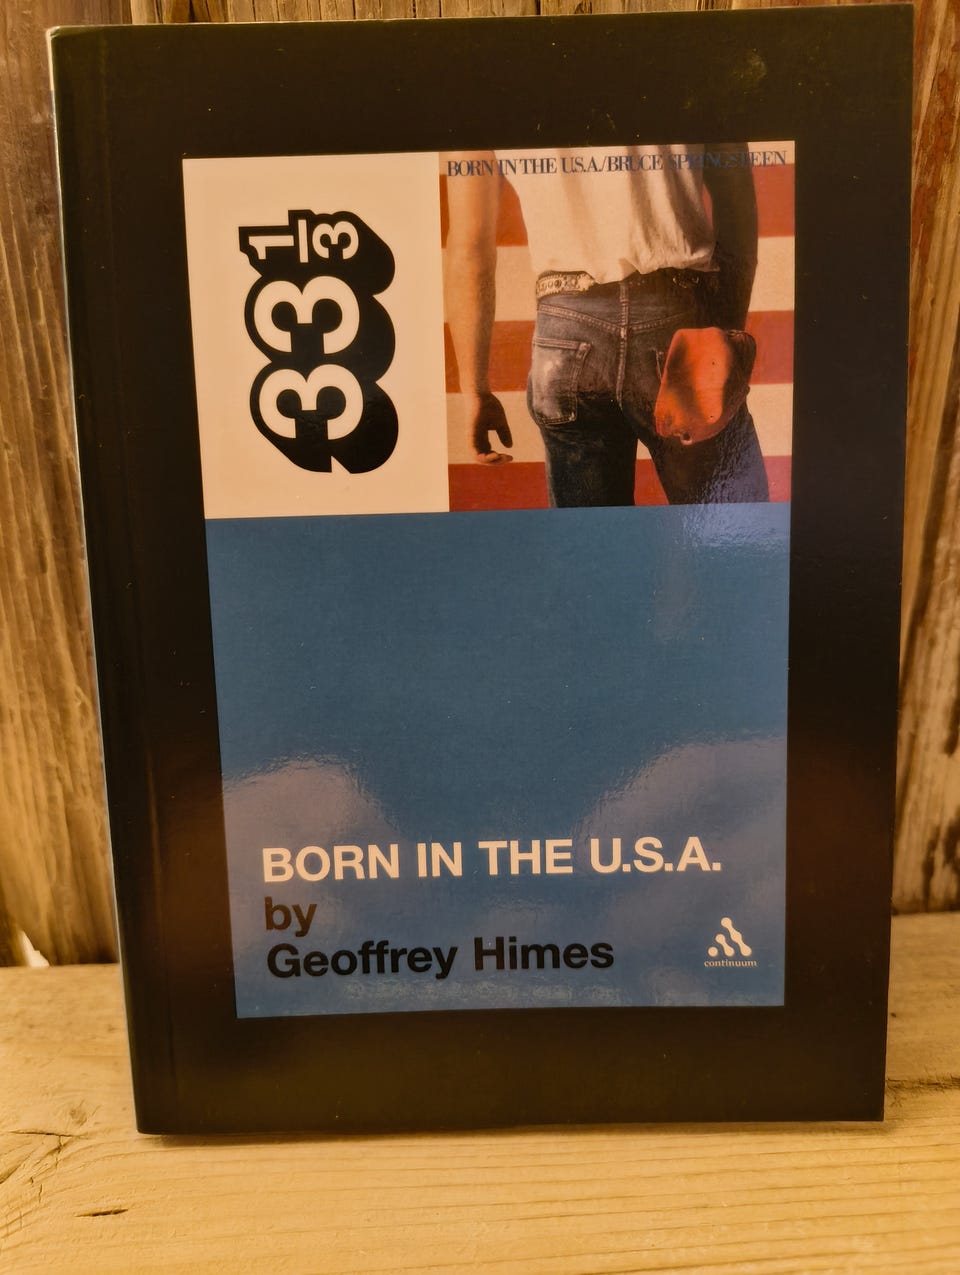 33 1/3
BORN IN THE U.S.A./BRUCE SPRINGSTEEN
BORN IN THE U.S.A.
by
Geoffrey Himes
continuum